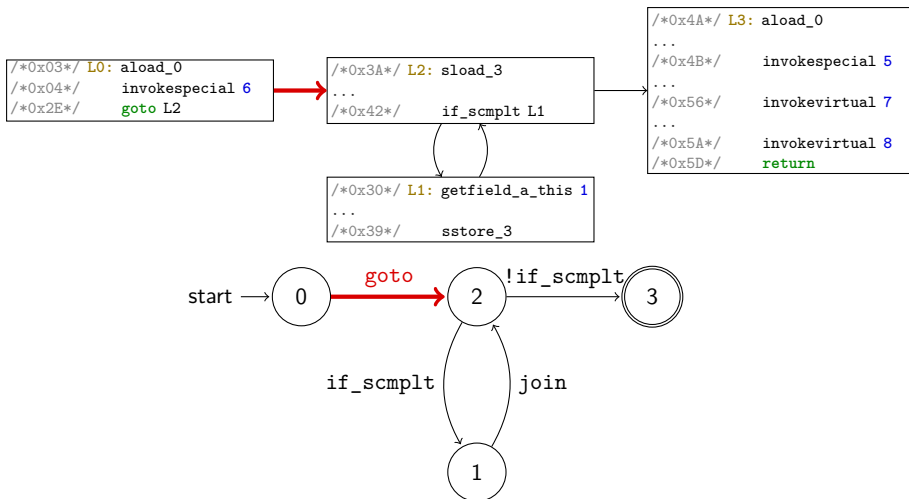 /*0x03*/ L0: aload_0
/*0x04*/ invokespecial 6
/*0x2E*/ goto L2
/*0x3A*/ L2: sload_3
...
/*0x42*/ if_scmplt L1
/*0x30*/ L1: getfield_a_this 1
...
/*0x39*/ sstore_3
/*0x4A*/ L3: aload_0
...
/*0x4B*/ invokespecial 5
...
/*0x56*/ invokevirtual 7
...
/*0x5A*/ invokevirtual 8
/*0x5D*/ return
goto
!if_scmplt
start
0
2
3
if_scmplt
join
1